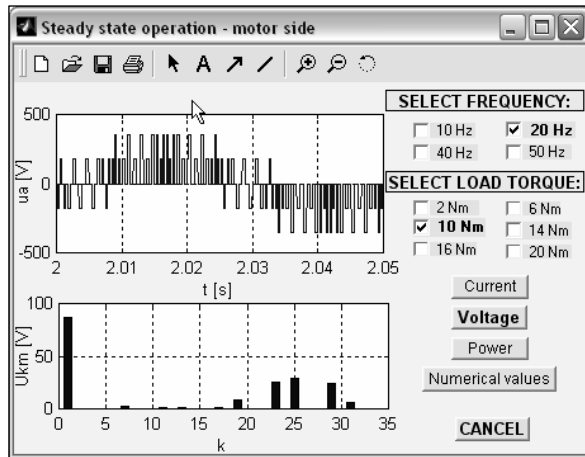 Steady state operation - motor side
A
SELECT FREQUENCY:
10 Hz 20 Hz
40 Hz 50 Hz
SELECT LOAD TORQUE:
2 Nm 6 Nm
10 Nm 14 Nm
16 Nm 20 Nm
Current
Voltage
Power
Numerical values
CANCEL
500
0
-500
ua [V]
2 2.01 2.02 2.03 2.04 2.05
t [s]
100
50
0
Ukm [V]
0 5 10 15 20 25 30 35
k